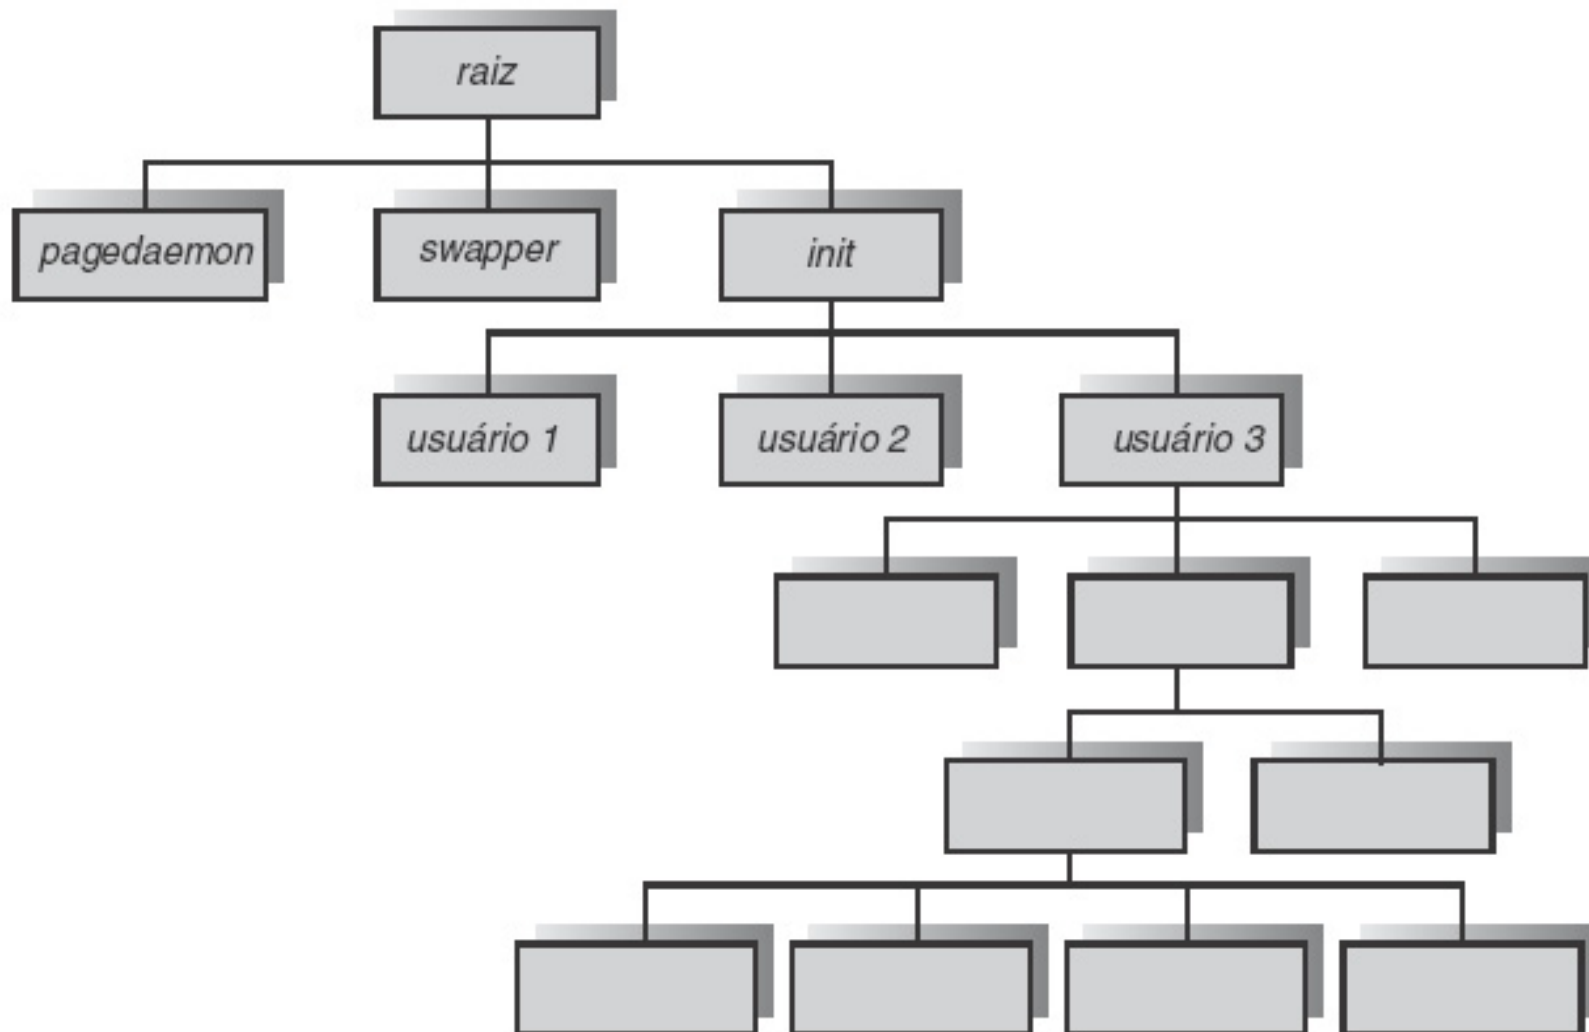 raiz
pagedaemon
swapper
init
usuário 1
usuário 2
usuário 3